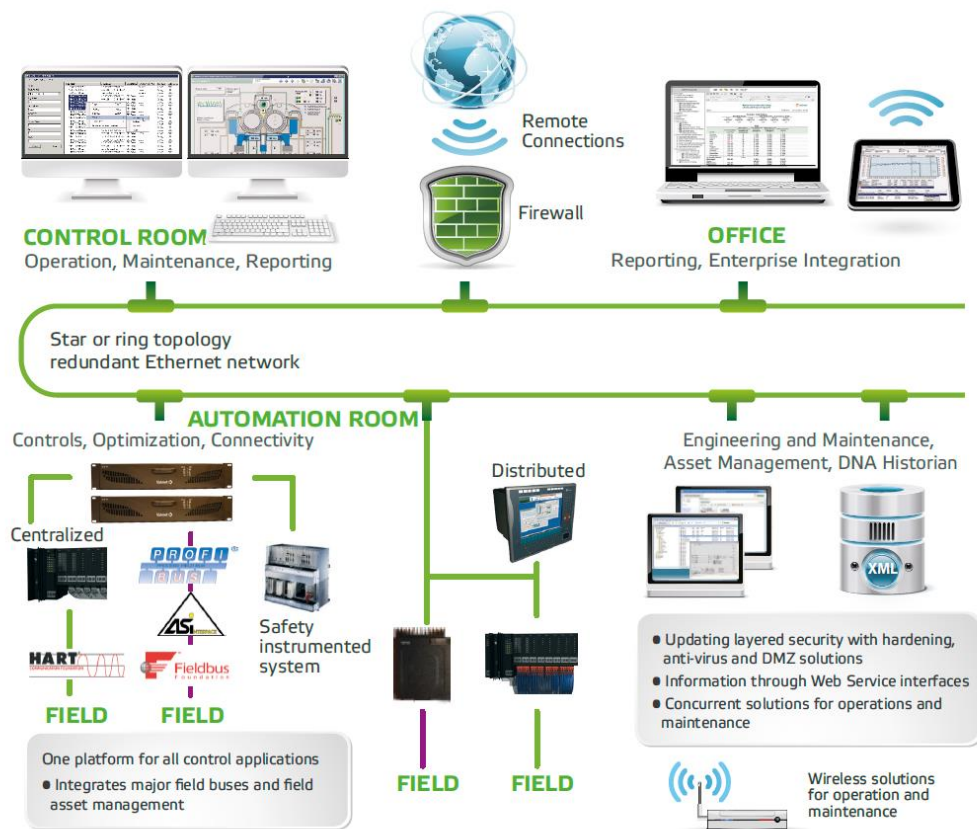 Remote
Connections
Firewall
CONTROL ROOM
Operation, Maintenance, Reporting
OFFICE
Reporting, Enterprise Integration
Star or ring topology
redundant Ethernet network
AUTOMATION ROOM
Controls, Optimization, Connectivity
Centralized
PROFI®
BUS
ASi
INTERFACE
HART
Fieldbus
Foundation
Safety
instrumented
system
FIELD
FIELD
One platform for all control applications
● Integrates major field buses and field
asset management
Distributed
FIELD
FIELD
Engineering and Maintenance,
Asset Management, DNA Historian
XML
● Updating layered security with hardening,
anti-virus and DMZ solutions
● Information through Web Service interfaces
● Concurrent solutions for operations and
maintenance
Wireless solutions
for operation and
maintenance